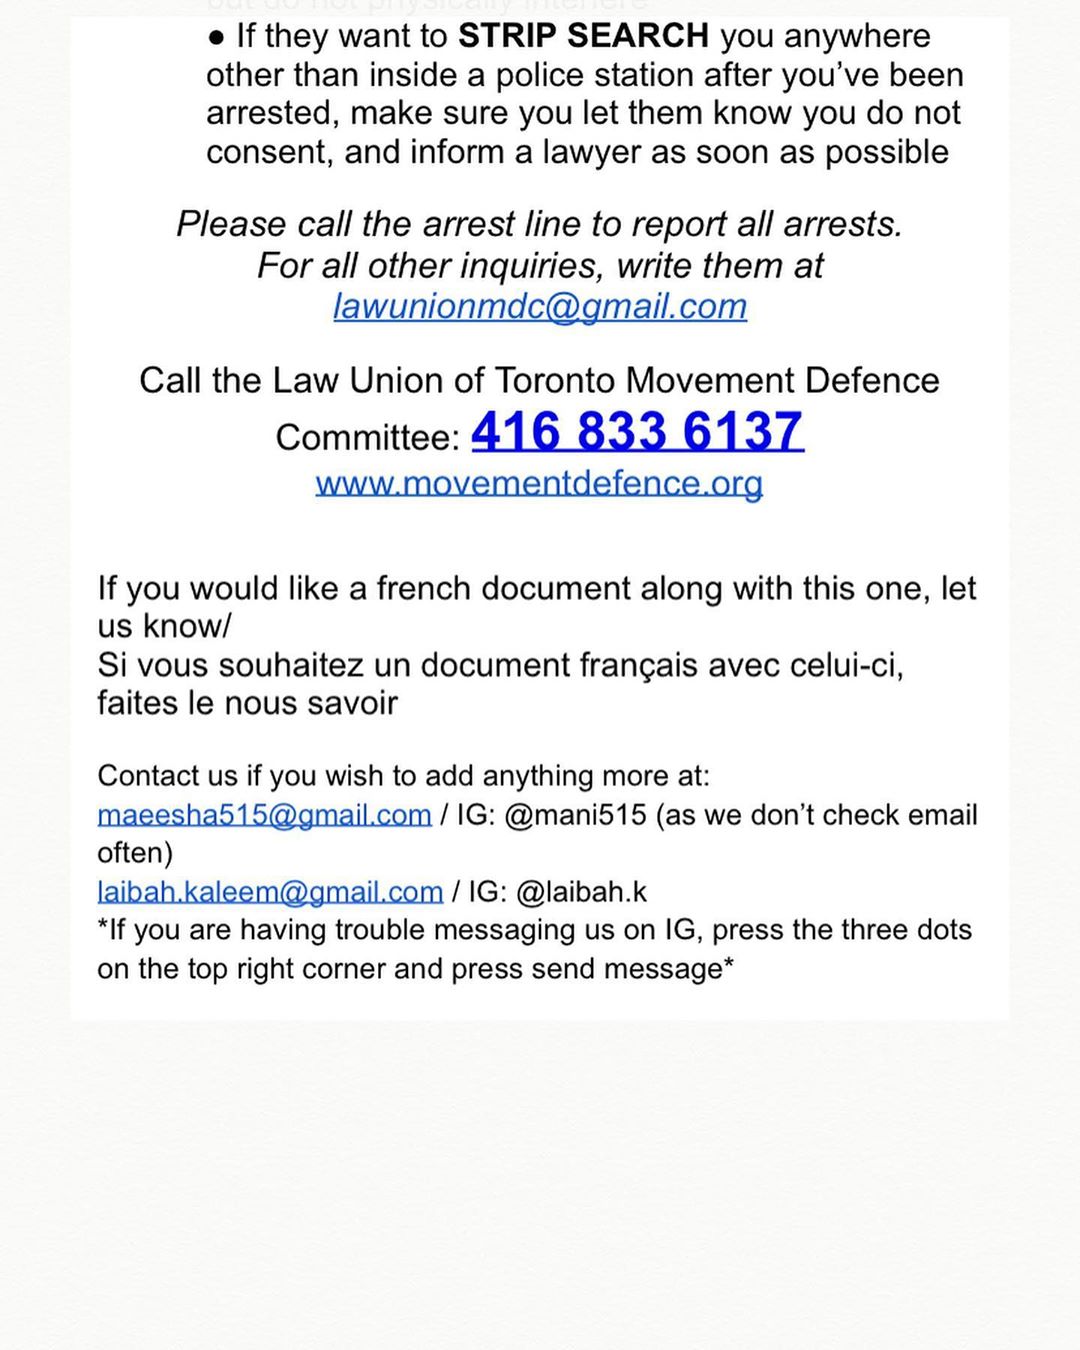 but do not physically interfere
● If they want to STRIP SEARCH you anywhere
other than inside a police station after you’ve been
arrested, make sure you let them know you do not
consent, and inform a lawyer as soon as possible
Please call the arrest line to report all arrests.
For all other inquiries, write them at
lawunionmdc@gmail.com
Call the Law Union of Toronto Movement Defence
Committee: 416 833 6137
www.movementdefence.org
If you would like a french document along with this one, let
us know/
Si vous souhaitez un document français avec celui-ci,
faites le nous savoir
Contact us if you wish to add anything more at:
maeesha515@gmail.com / IG: @mani515 (as we don’t check email
often)
laibah.kaleem@gmail.com / IG: @laibah.k
*If you are having trouble messaging us on IG, press the three dots
on the top right corner and press send message*